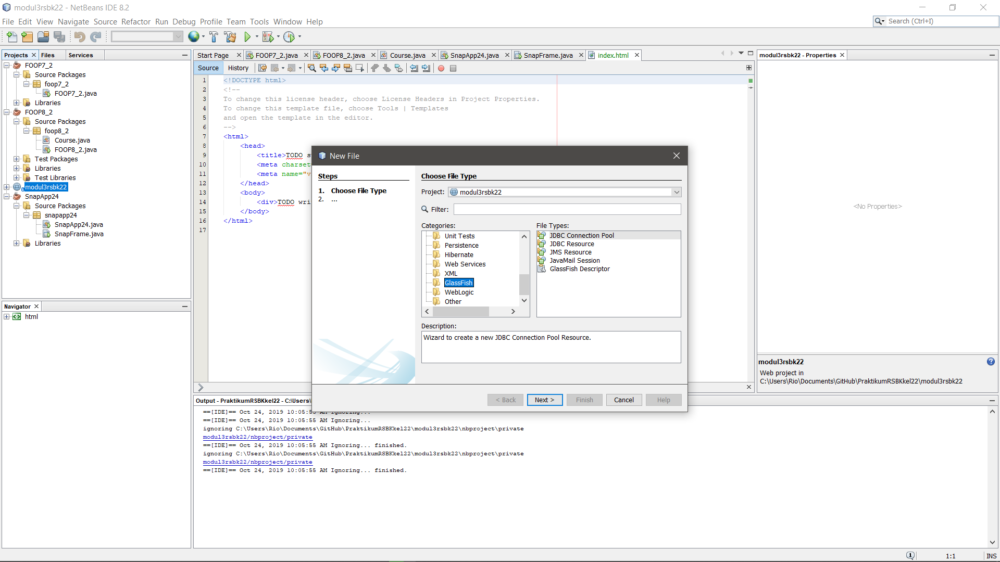 modul3rsbk22 - NetBeans IDE 8.2
File Edit View Navigate Source Refactor Run Debug Profile Team Tools Window Help
Search (Ctrl+I)
Projects Files Services
FOOP7_2
Source Packages
foop7_2
FOOP7_2.java
Libraries
FOOP8_2
Source Packages
foop8_2
Course.java
FOOP8_2.java
Test Packages
Libraries
Test Libraries
modul3rsbk22
SnapApp24
Source Packages
snapapp24
SnapApp24.java
SnapFrame.java
Libraries
Navigator
html
Start Page FOOP7_2.java FOOP8_2.java Course.java SnapApp24.java SnapFrame.java index.html
Source History
1 <!DOCTYPE html>
2 <!--
3 To change this license header, choose License Headers in Project Properties.
4 To change this template file, choose Tools | Templates
5 and open the template in the editor.
6 -->
7 <html>
8 <head>
9 <title>TODO
10 <meta charset
11 <meta name="v
12 </head>
13 <body>
14 <div>TODO wri
15 </body>
16 </html>
17
New File
Steps
1. Choose File Type
2. ...
Choose File Type
Project: modul3rsbk22
Filter:
Categories:
Unit Tests
Persistence
Hibernate
Web Services
XML
GlassFish
WebLogic
Other
File Types:
JDBC Connection Pool
JDBC Resource
JMS Resource
JavaMail Session
GlassFish Descriptor
Description:
Wizard to create a new JDBC Connection Pool Resource.
< Back Next > Finish Cancel Help
modul3rsbk22 - Properties
<No Properties>
modul3rsbk22
Web project in
C:\Users\Rio\Documents\GitHub\PraktikumRSBKkel22\modul3rsbk22
Output - PraktikumRSBKkel22 - C:\Users\
==[IDE]== Oct 24, 2019 10:05:55 AM Ignoring...
==[IDE]== Oct 24, 2019 10:05:55 AM Ignoring...
ignoring C:\Users\Rio\Documents\GitHub\PraktikumRSBKkel22\modul3rsbk22\nbproject\private
modul3rsbk22/nbproject/private
==[IDE]== Oct 24, 2019 10:05:55 AM Ignoring... finished.
ignoring C:\Users\Rio\Documents\GitHub\PraktikumRSBKkel22\modul3rsbk22\nbproject\private
modul3rsbk22/nbproject/private
==[IDE]== Oct 24, 2019 10:05:55 AM Ignoring... finished.
1:1 INS